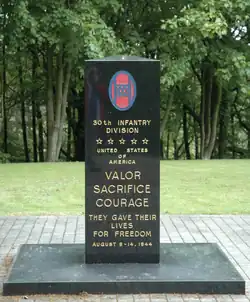 30th INFANTRY
DIVISION
UNITED STATES
OF
AMERICA
VALOR
SACRIFICE
COURAGE
THEY GAVE THEIR
LIVES
FOR FREEDOM
AUGUST 6-14, 1944